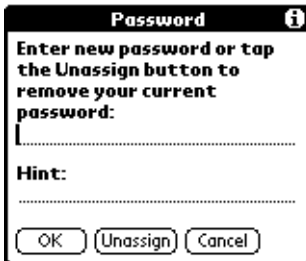 Password
Enter new password or tap
the Unassign button to
remove your current
password:
Hint:
OK Unassign Cancel